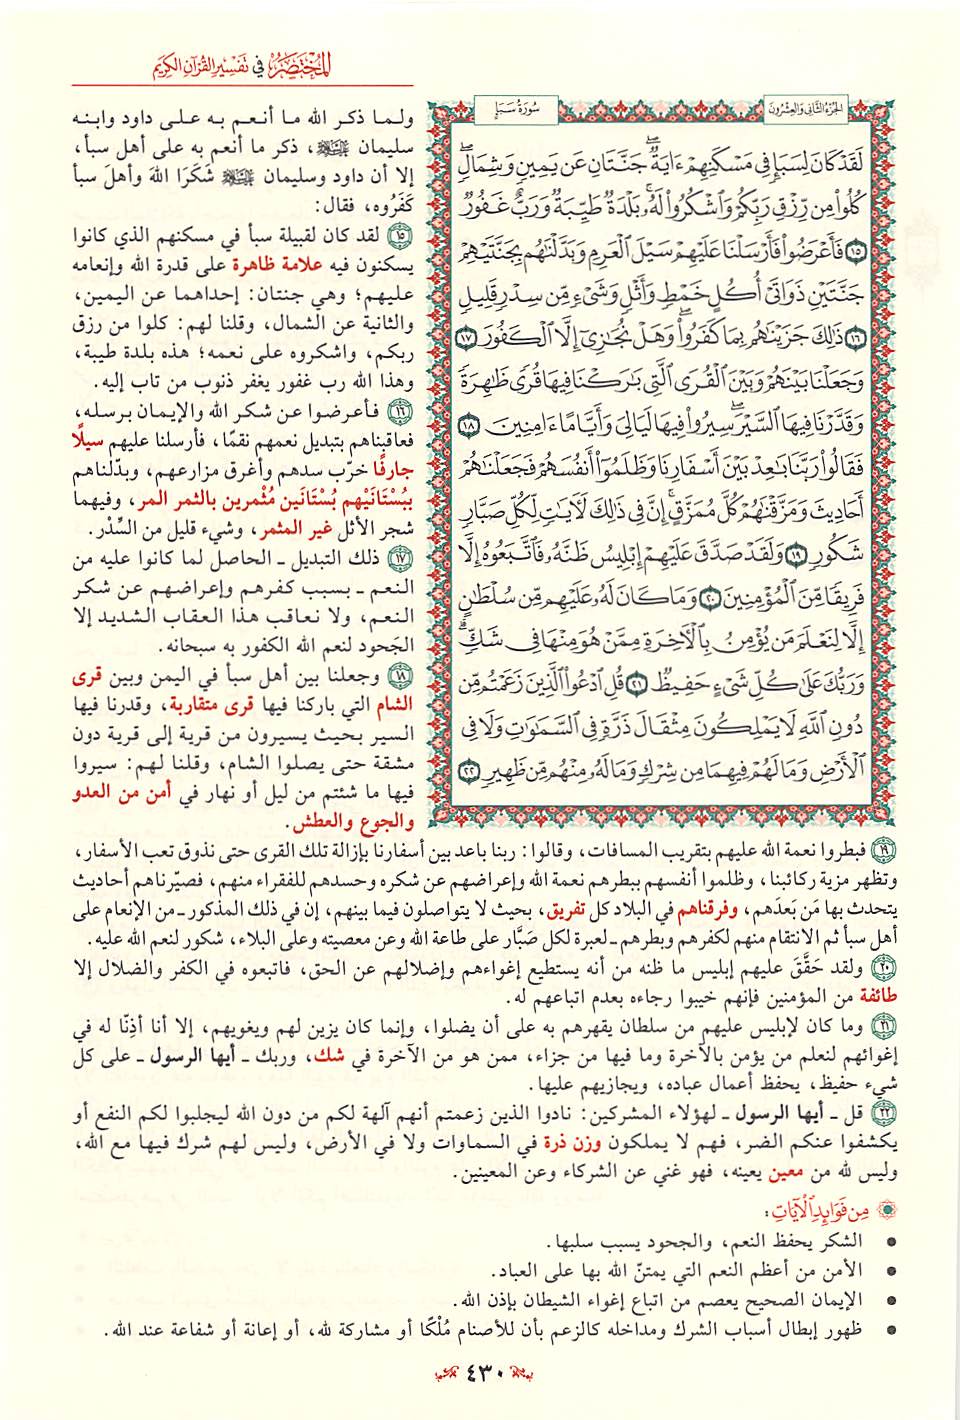 المختصر في تفسير القرآن الكريم
الجزء الثاني والعشرون
سورة سبأ
لَقَدْ كَانَ لِسَبَإٍ فِي مَسْكَنِهِمْ ءَايَةٌۖ جَنَّتَانِ عَن يَمِينٍ وَشِمَالٍۖ
كُلُوا۟ مِن رِّزْقِ رَبِّكُمْ وَٱشْكُرُوا۟ لَهُۥۚ بَلْدَةٌ طَيِّبَةٌ وَرَبٌّ غَفُورٌ
١٥ فَأَعْرَضُوا۟ فَأَرْسَلْنَا عَلَيْهِمْ سَيْلَ ٱلْعَرِمِ وَبَدَّلْنَٰهُم بِجَنَّتَيْهِمْ
جَنَّتَيْنِ ذَوَاتَيْ أُكُلٍ خَمْطٍ وَأَثْلٍ وَشَيْءٍ مِّن سِدْرٍ قَلِيلٍ
١٦ ذَٰلِكَ جَزَيْنَٰهُم بِمَا كَفَرُوا۟ۖ وَهَلْ نُجَٰزِيٓ إِلَّا ٱلْكَفُورَ ١٧
وَجَعَلْنَا بَيْنَهُمْ وَبَيْنَ ٱلْقُرَى ٱلَّتِي بَٰرَكْنَا فِيهَا قُرًى ظَٰهِرَةً
وَقَدَّرْنَا فِيهَا ٱلسَّيْرَۖ سِيرُوا۟ فِيهَا لَيَالِيَ وَأَيَّامًا ءَامِنِينَ ١٨
فَقَالُوا۟ رَبَّنَا بَٰعِدْ بَيْنَ أَسْفَارِنَا وَظَلَمُوٓا۟ أَنفُسَهُمْ فَجَعَلْنَٰهُمْ
أَحَادِيثَ وَمَزَّقْنَٰهُمْ كُلَّ مُمَزَّقٍۚ إِنَّ فِي ذَٰلِكَ لَءَايَٰتٍ لِّكُلِّ صَبَّارٍ
شَكُورٍ ١٩ وَلَقَدْ صَدَّقَ عَلَيْهِمْ إِبْلِيسُ ظَنَّهُۥ فَٱتَّبَعُوهُ إِلَّا
فَرِيقًا مِّنَ ٱلْمُؤْمِنِينَ ٢٠ وَمَا كَانَ لَهُۥ عَلَيْهِم مِّن سُلْطَٰنٍ
إِلَّا لِنَعْلَمَ مَن يُؤْمِنُ بِٱلْءَاخِرَةِ مِمَّنْ هُوَ مِنْهَا فِي شَكٍّۗ
وَرَبُّكَ عَلَىٰ كُلِّ شَيْءٍ حَفِيظٌ ٢١ قُلِ ٱدْعُوا۟ ٱلَّذِينَ زَعَمْتُم مِّن
دُونِ ٱللَّهِ لَا يَمْلِكُونَ مِثْقَالَ ذَرَّةٍ فِي ٱلسَّمَٰوَٰتِ وَلَا فِي
ٱلْأَرْضِ وَمَا لَهُمْ فِيهِمَا مِن شِرْكٍ وَمَا لَهُۥ مِنْهُم مِّن ظَهِيرٍ ٢٢
ولما ذكر الله ما أنعم به على داود وابنه
سليمان ﷺ، ذكر ما أنعم به على أهل سبأ،
إلا أن داود وسليمان ﷺ شَكَرَا اللهَ وأهلَ سبأ
كَفَرُوه، فقال:
١٥ لقد كان لقبيلة سبأ في مسكنهم الذي كانوا
يسكنون فيه علامة ظاهرة على قدرة الله وإنعامه
عليهم؛ وهي جنتان: إحداهما عن اليمين،
والثانية عن الشمال، وقلنا لهم: كلوا من رزق
ربكم، واشكروه على نعمه؛ هذه بلدة طيبة،
وهذا الله رب غفور يغفر ذنوب من تاب إليه.
١٦ فأعرضوا عن شكر الله والإيمان برسله،
فعاقبناهم بتبديل نعمهم نقمًا، فأرسلنا عليهم سيلًا
جارفًا خرّب سدهم وأغرق مزارعهم، وبدّلناهم
ببُسْتَانَيْهِم بُسْتَانَين مُثْمرين بالثمر المر، وفيهما
شجر الأثل غير المثمر، وشيء قليل من السِّدْر.
١٧ ذلك التبديل ـ الحاصل لما كانوا عليه من
النعم ـ بسبب كفرهم وإعراضهم عن شكر
النعم، ولا نعاقب هذا العقاب الشديد إلا
الجَحود لنعم الله الكفور به سبحانه.
١٨ وجعلنا بين أهل سبأ في اليمن وبين قرى
الشام التي باركنا فيها قرى متقاربة، وقدرنا فيها
السير بحيث يسيرون من قرية إلى قرية دون
مشقة حتى يصلوا الشام، وقلنا لهم: سيروا
فيها ما شئتم من ليل أو نهار في أمن من العدو
والجوع والعطش.
١٩ فبطروا نعمة الله عليهم بتقريب المسافات، وقالوا: ربنا باعد بين أسفارنا بإزالة تلك القرى حتى نذوق تعب الأسفار،
وتظهر مزية ركائبنا، وظلموا أنفسهم ببطرهم نعمة الله وإعراضهم عن شكره وحسدهم للفقراء منهم، فصيّرناهم أحاديث
يتحدث بها مَن بَعدَهم، وفرقناهم في البلاد كل تفريق، بحيث لا يتواصلون فيما بينهم، إن في ذلك المذكور ـ من الإنعام على
أهل سبأ ثم الانتقام منهم لكفرهم وبطرهم ـ لعبرة لكل صَبَّار على طاعة الله وعن معصيته وعلى البلاء، شكور لنعم الله عليه.
٢٠ ولقد حَقَّقَ عليهم إبليس ما ظنه من أنه يستطيع إغواءهم وإضلالهم عن الحق، فاتبعوه في الكفر والضلال إلا
طائفة من المؤمنين فإنهم خيبوا رجاءه بعدم اتباعهم له.
٢١ وما كان لإبليس عليهم من سلطان يقهرهم به على أن يضلوا، وإنما كان يزين لهم ويغويهم، إلا أنا أذِنّا له في
إغوائهم لنعلم من يؤمن بالآخرة وما فيها من جزاء، ممن هو من الآخرة في شك، وربك ـ أيها الرسول ـ على كل
شيء حفيظ، يحفظ أعمال عباده، ويجازيهم عليها.
٢٢ قل ـ أيها الرسول ـ لهؤلاء المشركين: نادوا الذين زعمتم أنهم آلهة لكم من دون الله ليجلبوا لكم النفع أو
يكشفوا عنكم الضر، فهم لا يملكون وزن ذرة في السماوات ولا في الأرض، وليس لهم شرك فيها مع الله،
وليس لله من معين يعينه، فهو غني عن الشركاء وعن المعينين.
من فوائد الآيات:
● الشكر يحفظ النعم، والجحود يسبب سلبها.
● الأمن من أعظم النعم التي يمتنّ الله بها على العباد.
● الإيمان الصحيح يعصم من اتباع إغواء الشيطان بإذن الله.
● ظهور إبطال أسباب الشرك ومداخله كالزعم بأن للأصنام مُلْكًا أو مشاركة لله، أو إعانة أو شفاعة عند الله.
٤٣٠